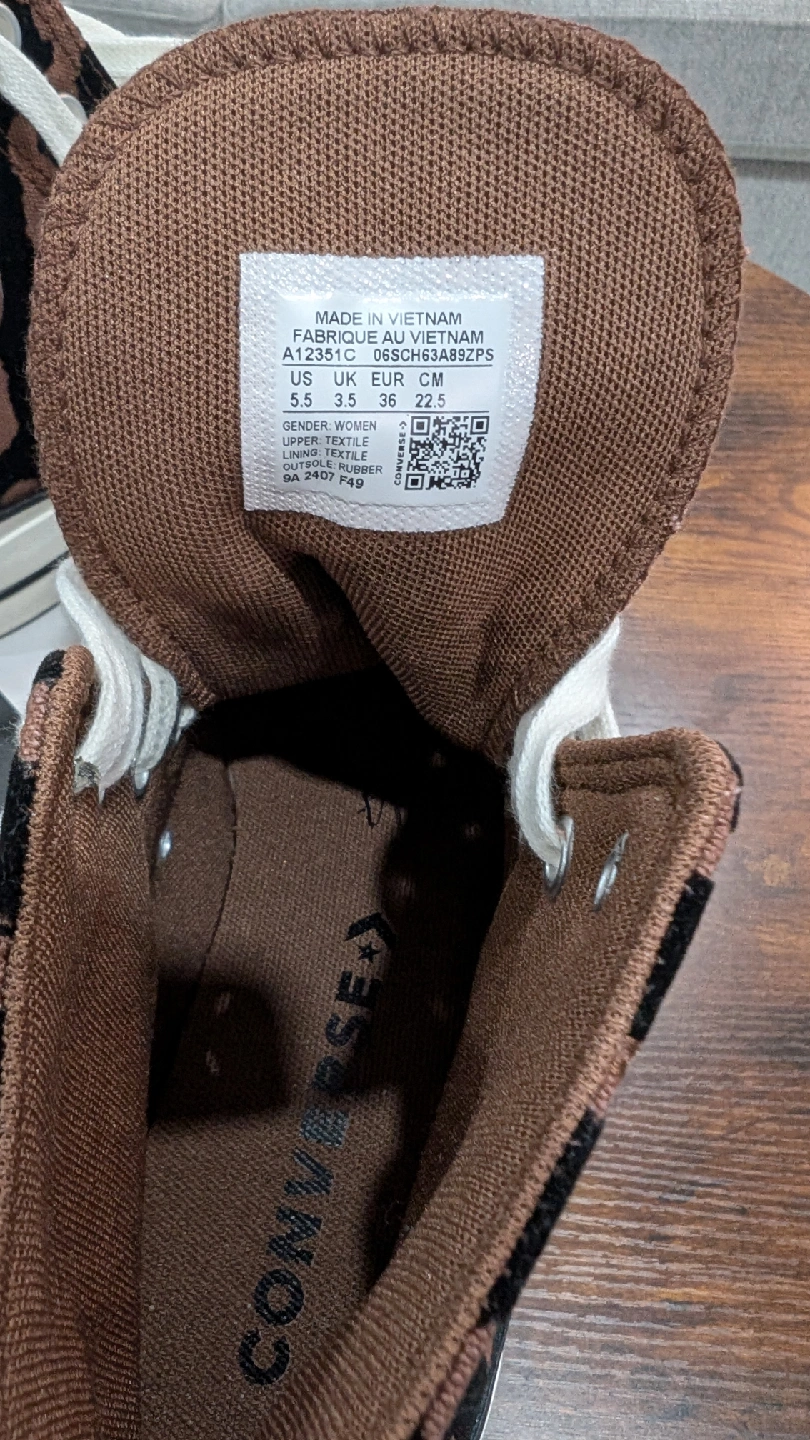 MADE IN VIETNAM
FABRIQUE AU VIETNAM
A12351C 06SCH63A89ZPS
US UK EUR CM
5.5 3.5 36 22.5
GENDER: WOMEN
UPPER: TEXTILE
LINING: TEXTILE
OUTSOLE: RUBBER
9A 2407 F49
CONVERSE
CONVERSE